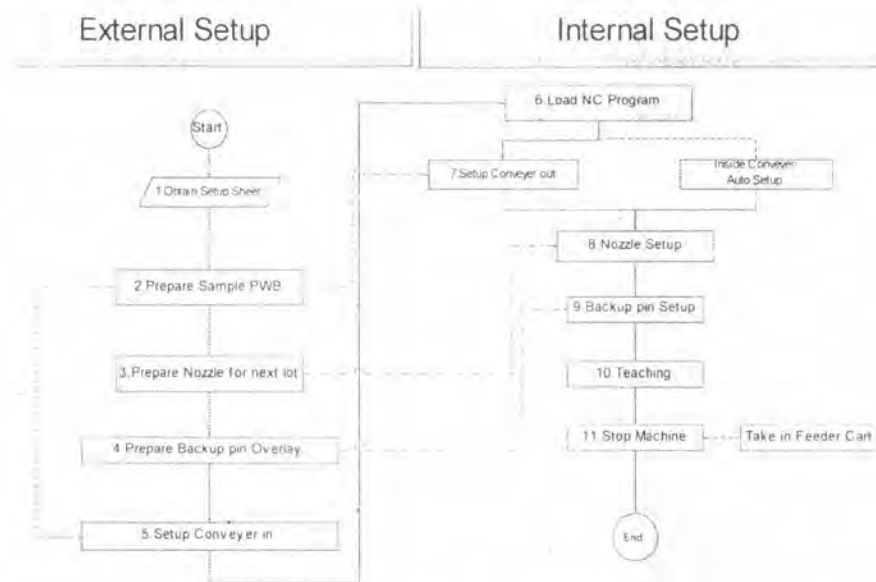 External Setup
Internal Setup
Start
1.Obtain Setup Sheet
2.Prepare Sample PWB
3.Prepare Nozzle for next lot
4.Prepare Backup pin Overlay
5.Setup Conveyer in
6.Load NC Program
7.Setup Conveyer out
Inside Conveyer
Auto Setup
8.Nozzle Setup
9.Backup pin Setup
10.Teaching
11.Stop Machine
Take in Feeder Cart
End